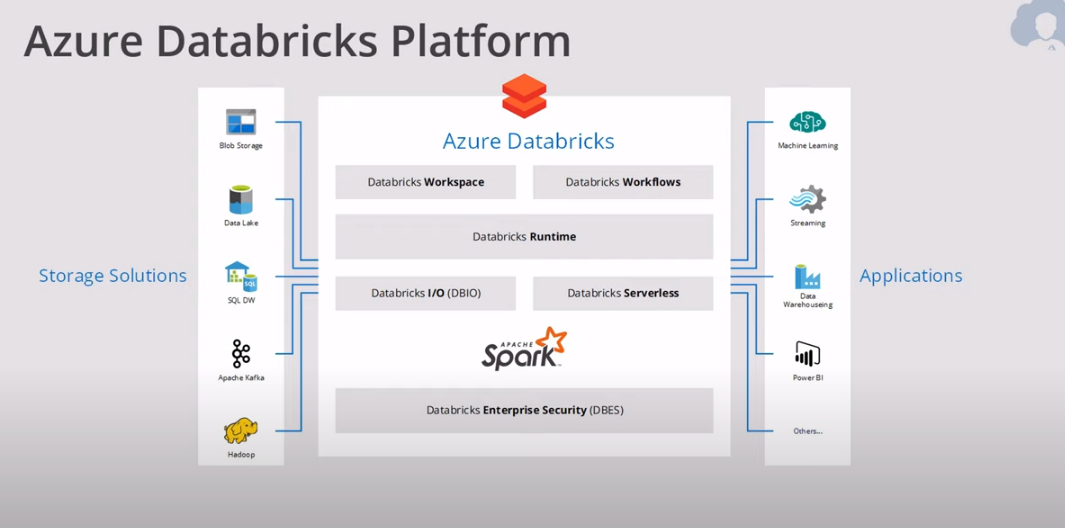 Azure Databricks Platform
Storage Solutions
Blob Storage
Data Lake
SQL DW
SQL
Apache Kafka
Hadoop
Azure Databricks
Databricks Workspace
Databricks Workflows
Databricks Runtime
Databricks I/O (DBIO)
Databricks Serverless
APACHE
Spark™
Databricks Enterprise Security (DBES)
Machine Learning
Streaming
Data
Warehouseing
Power BI
Others...
Applications